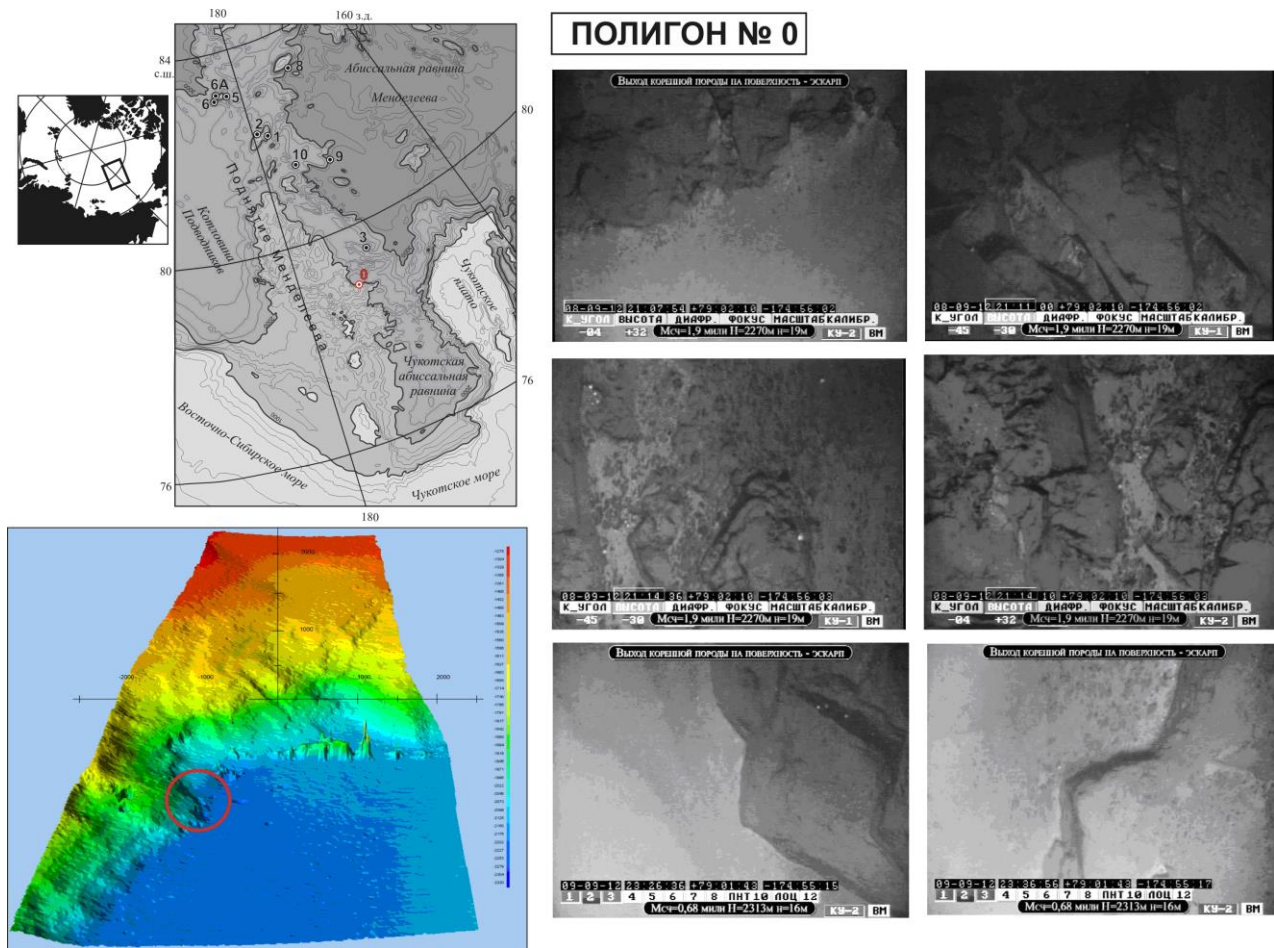 180
160 з.д.
84
с.ш.
Абиссальная равнина
Менделеева
8
6А
6
5
80
2
1
10
9
Поднятие Менделеева
Котловина
Подводников
3
80
0
Чукотское
плато
Чукотская
абиссальная
равнина
76
Восточно-Сибирское море
Чукотское море
76
180
1000
-2000
-1000
1000
2000
ПОЛИГОН № 0
Выход коренной породы на поверхность - эскарп
08-09-12 21:07:54 +79:02:10 -174:56:02
К_УГОЛ ВЫСОТА ДИАФР. ФОКУС МАСШТАБ КАЛИБР.
-04 +32 Мсч=1,9 мили Н=2270м н=19м КУ-2 ВМ
08-09-12 21:11:00 +79:02:10 -174:56:02
К_УГОЛ ВЫСОТА ДИАФР. ФОКУС МАСШТАБ КАЛИБР.
-45 -30 Мсч=1,9 мили Н=2270м н=19м КУ-1 ВМ
08-09-12 21:14:36 +79:02:10 -174:56:03
К_УГОЛ ВЫСОТА ДИАФР. ФОКУС МАСШТАБ КАЛИБР.
-45 -30 Мсч=1,9 мили Н=2270м н=19м КУ-1 ВМ
08-09-12 21:14:10 +79:02:10 -174:56:03
К_УГОЛ ВЫСОТА ДИАФР. ФОКУС МАСШТАБ КАЛИБР.
-04 +32 Мсч=1,9 мили Н=2270м н=19м КУ-2 ВМ
Выход коренной породы на поверхность - эскарп
09-09-12 23:26:36 +79:01:48 -174:55:15
1 2 3 4 5 6 7 8 ПНТ 10 ЛОЦ 12
Мсч=0,68 мили Н=2313м н=16м КУ-2 ВМ
Выход коренной породы на поверхность - эскарп
09-09-12 23:36:56 +79:01:48 -174:55:17
1 2 3 4 5 6 7 8 ПНТ 10 ЛОЦ 12
Мсч=0,68 мили Н=2313м н=16м КУ-2 ВМ